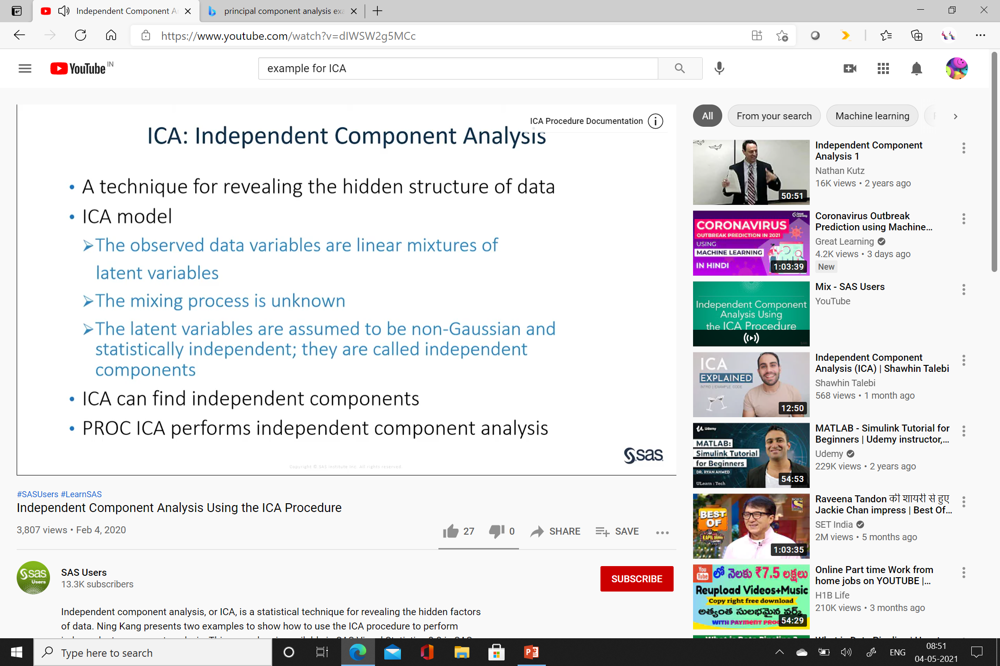 Independent Component A
principal component analysis exa
https://www.youtube.com/watch?v=dIWSW2g5MCc
YouTube IN
example for ICA
ICA Procedure Documentation
ICA: Independent Component Analysis
• A technique for revealing the hidden structure of data
• ICA model
➢The observed data variables are linear mixtures of
latent variables
➢The mixing process is unknown
➢The latent variables are assumed to be non-Gaussian and
statistically independent; they are called independent
components
• ICA can find independent components
• PROC ICA performs independent component analysis
sas
Copyright © SAS Institute Inc. All rights reserved.
#SASUsers #LearnSAS
Independent Component Analysis Using the ICA Procedure
3,807 views • Feb 4, 2020
27
0
SHARE
SAVE
sas
Users
SAS Users
13.3K subscribers
SUBSCRIBE
Independent component analysis, or ICA, is a statistical technique for revealing the hidden factors
of data. Ning Kang presents two examples to show how to use the ICA procedure to perform
All
From your search
Machine learning
50:51
Independent Component
Analysis 1
Nathan Kutz
16K views • 2 years ago
Great Learning
CORONAVIRUS
OUTBREAK PREDICTION IN 2021
USING
MACHINE LEARNING
IN HINDI
1:03:39
Coronavirus Outbreak
Prediction using Machine...
Great Learning
4.2K views • 3 days ago
New
Independent Component
Analysis Using
the ICA Procedure
Mix - SAS Users
YouTube
ICA
EXPLAINED
INTRO | EXAMPLE CODE
12:50
Independent Component
Analysis (ICA) | Shawhin Talebi
Shawhin Talebi
568 views • 1 month ago
Udemy
MATLAB:
Simulink Tutorial
for Beginners
DR. RYAN AHMED
ULearn : Tech
54:53
MATLAB - Simulink Tutorial for
Beginners | Udemy instructor,...
Udemy
229K views • 2 years ago
BEST
OF
KAPIL
SONY
1:03:35
Raveena Tandon की शायरी से हुए
Jackie Chan impress | Best Of...
SET India
2M views • 5 months ago
You
Tube లో నెలకు ₹7.5 లక్షలు
Reupload Videos+Music
Copy right free download
అత్యంత సులభమైన వర్క్
WITH PAYMENT
54:29
Online Part time Work from
home jobs on YOUTUBE |...
H1B Life
210K views • 3 months ago
Type here to search
ENG
08:51
04-05-2021